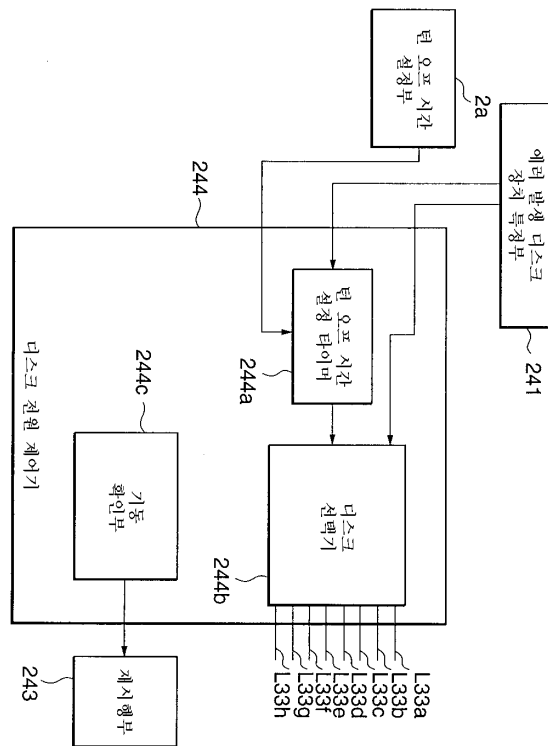 에러 발생 디스크
장치 특정부
241
턴 오프 시간
설정부
2a
244
턴 오프 시간
설정 타이머
244a
디스크
선택기
244b
L33a
L33b
L33c
L33d
L33e
L33f
L33g
L33h
기동
확인부
244c
디스크 전원 제어기
재시행부
243